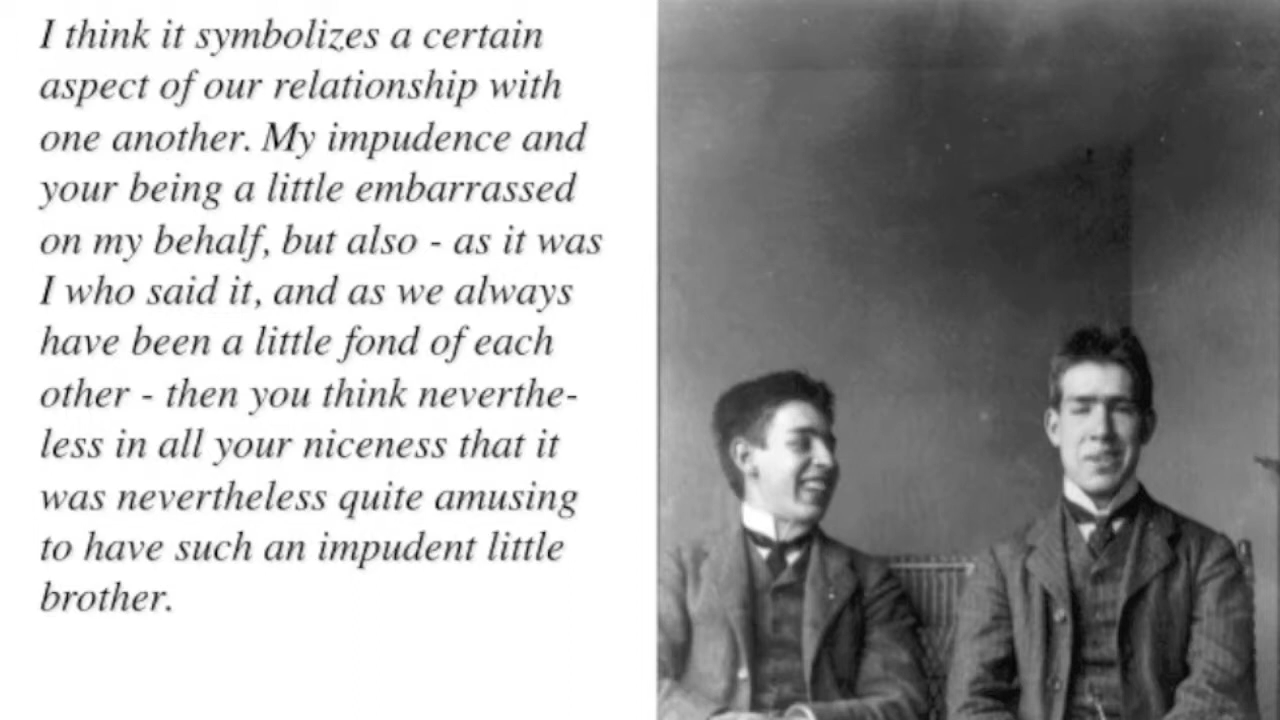 I think it symbolizes a certain
aspect of our relationship with
one another. My impudence and
your being a little embarrassed
on my behalf, but also - as it was
I who said it, and as we always
have been a little fond of each
other - then you think neverthe-
less in all your niceness that it
was nevertheless quite amusing
to have such an impudent little
brother.